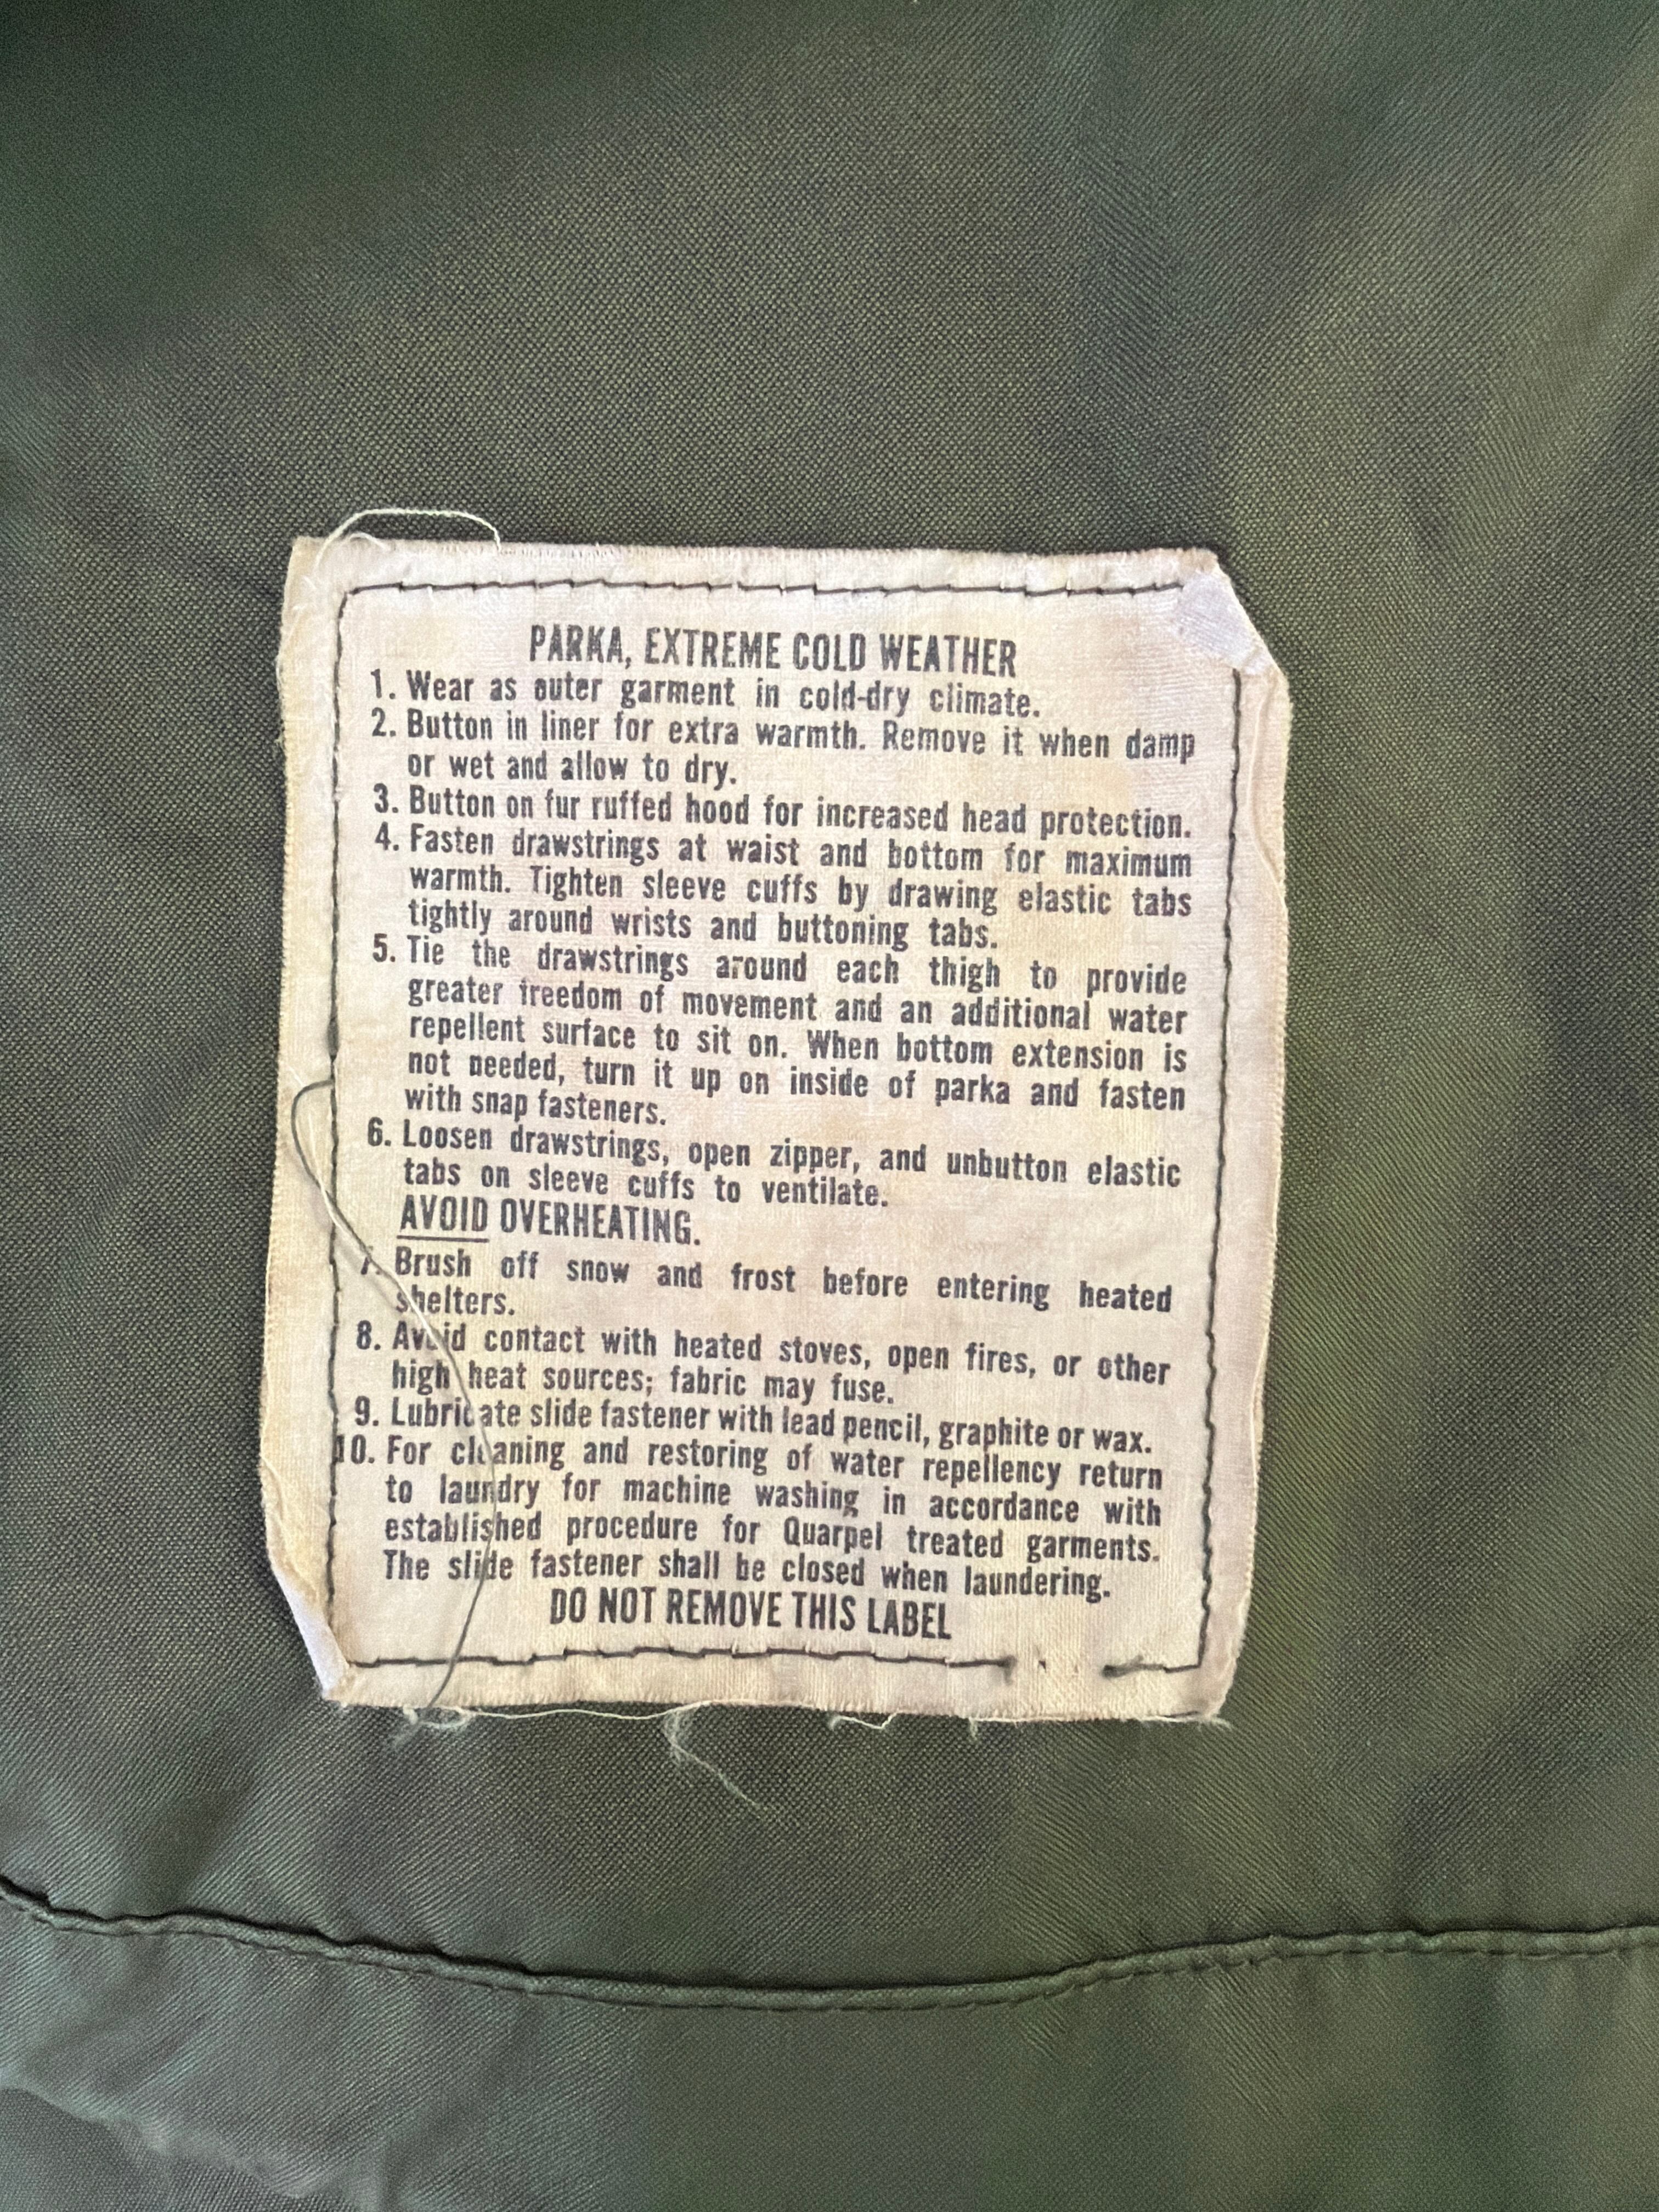 PARKA, EXTREME COLD WEATHER
1. Wear as outer garment in cold-dry climate.
2. Button in liner for extra warmth. Remove it when damp
or wet and allow to dry.
3. Button on fur ruffed hood for increased head protection.
4. Fasten drawstrings at waist and bottom for maximum
warmth. Tighten sleeve cuffs by drawing elastic tabs
tightly around wrists and buttoning tabs.
5. Tie the drawstrings around each thigh to provide
greater freedom of movement and an additional water
repellent surface to sit on. When bottom extension is
not needed, turn it up on inside of parka and fasten
with snap fasteners.
6. Loosen drawstrings, open zipper, and unbutton elastic
tabs on sleeve cuffs to ventilate.
AVOID OVERHEATING.
7. Brush off snow and frost before entering heated
shelters.
8. Avoid contact with heated stoves, open fires, or other
high heat sources; fabric may fuse.
9. Lubricate slide fastener with lead pencil, graphite or wax.
10. For cleaning and restoring of water repellency return
to laundry for machine washing in accordance with
established procedure for Quarpel treated garments.
The slide fastener shall be closed when laundering.
DO NOT REMOVE THIS LABEL